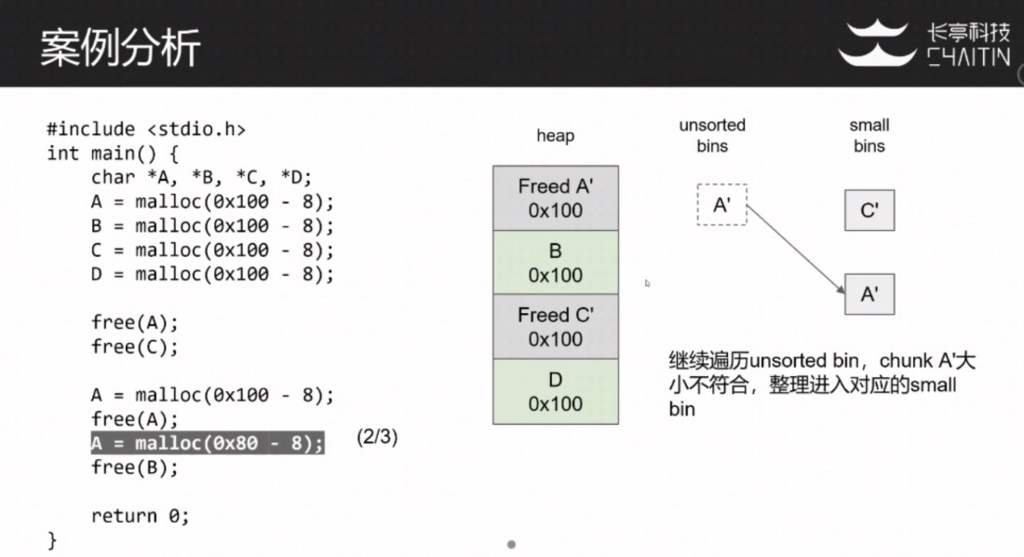 案例分析
长亭科技
CHAITIN
#include <stdio.h>
int main() {
char *A, *B, *C, *D;
A = malloc(0x100 - 8);
B = malloc(0x100 - 8);
C = malloc(0x100 - 8);
D = malloc(0x100 - 8);
free(A);
free(C);
A = malloc(0x100 - 8);
free(A);
A = malloc(0x80 - 8);
(2/3)
free(B);
return 0;
}
heap
Freed A'
0x100
B
0x100
Freed C'
0x100
D
0x100
unsorted
bins
A'
small
bins
C'
A'
继续遍历unsorted bin，chunk A'大
小不符合，整理进入对应的small
bin